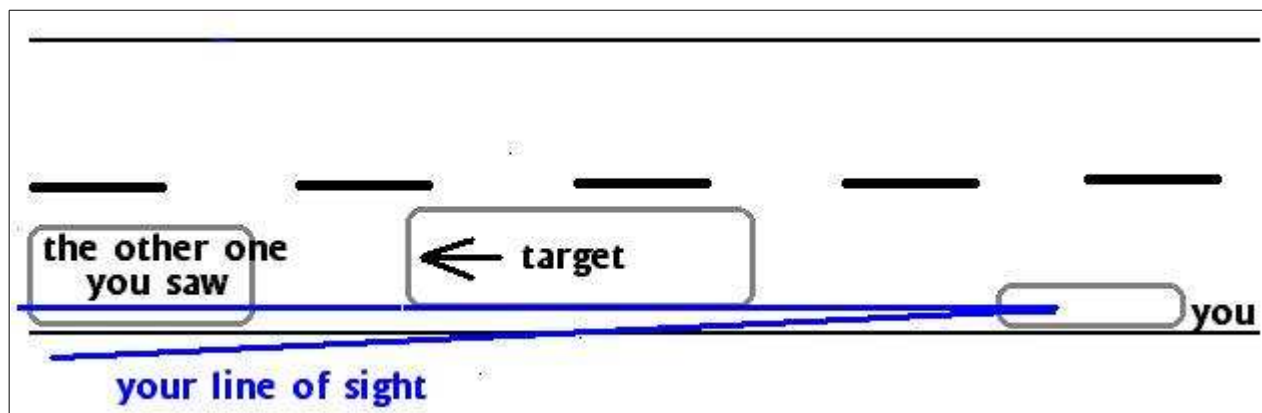 the other one
you saw
target
you
your line of sight